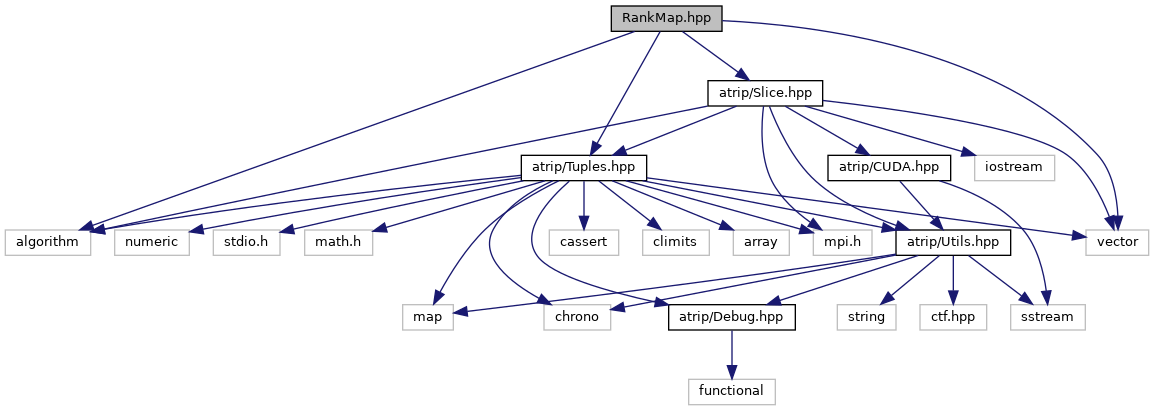 RankMap.hpp
atrip/Slice.hpp
atrip/Tuples.hpp
atrip/CUDA.hpp
iostream
algorithm
numeric
stdio.h
math.h
cassert
climits
array
mpi.h
atrip/Utils.hpp
vector
map
chrono
atrip/Debug.hpp
string
ctf.hpp
sstream
functional